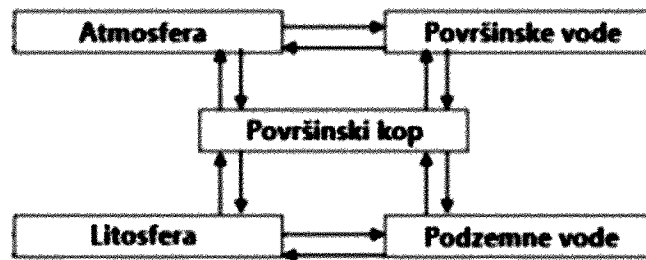 Atmosfera
Površinske vode
Površinski kop
Litosfera
Podzemne vode